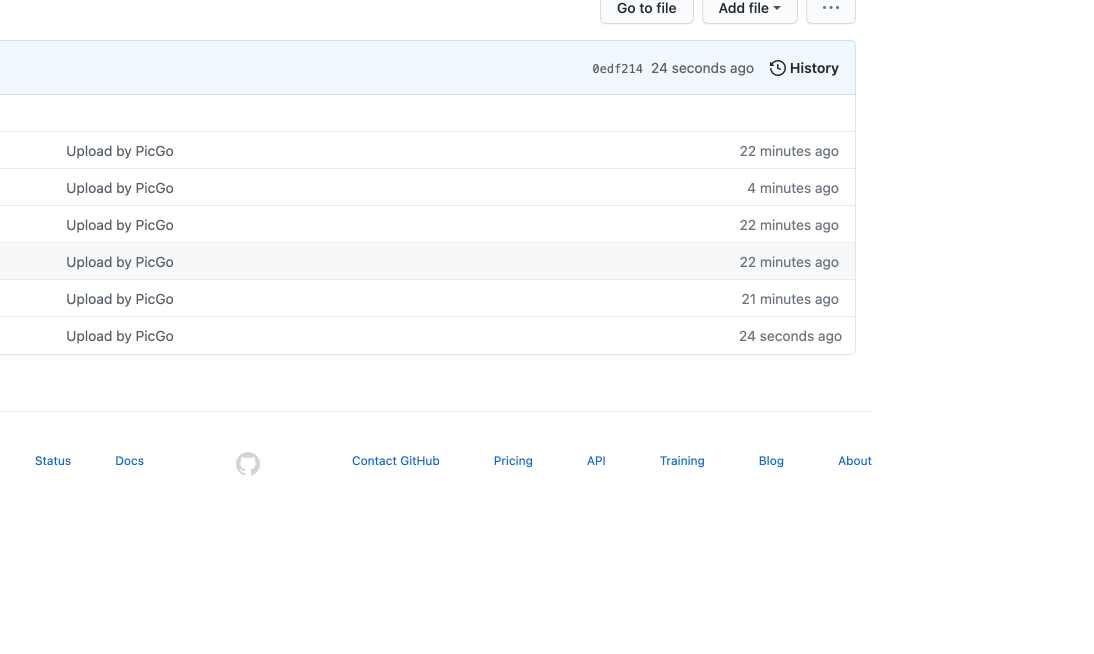 Go to file Add file ...
0edf214 24 seconds ago History
Upload by PicGo 22 minutes ago
Upload by PicGo 4 minutes ago
Upload by PicGo 22 minutes ago
Upload by PicGo 22 minutes ago
Upload by PicGo 21 minutes ago
Upload by PicGo 24 seconds ago
Status Docs Contact GitHub Pricing API Training Blog About